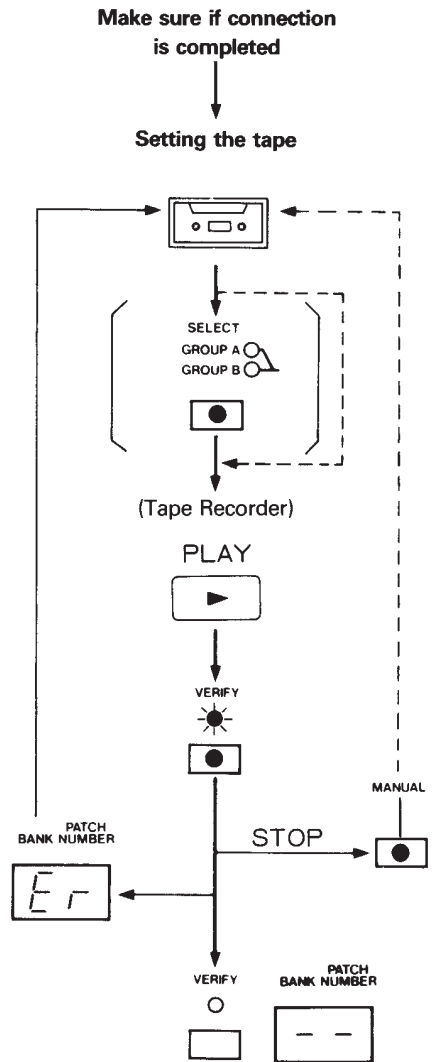 Make sure if connection
is completed
Setting the tape
SELECT
GROUP A
GROUP B
(Tape Recorder)
PLAY
VERIFY
MANUAL
STOP
PATCH
BANK NUMBER
Er
VERIFY
PATCH
BANK NUMBER
- -